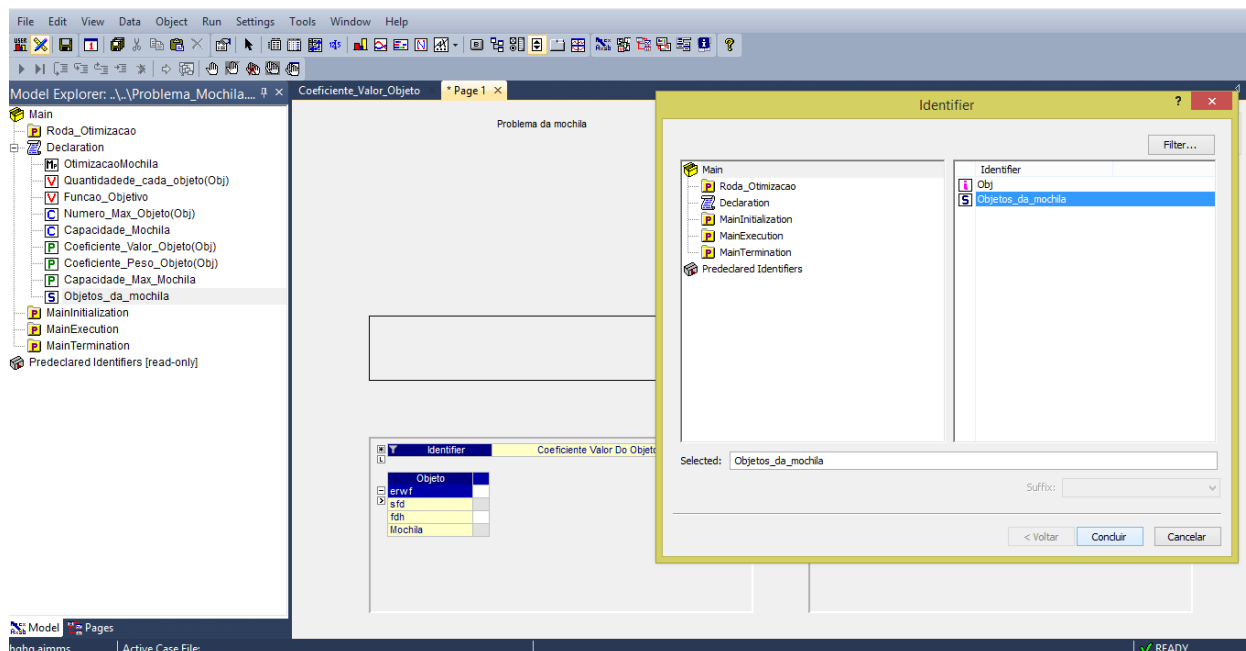 File Edit View Data Object Run Settings Tools Window Help
Model Explorer: ..\..\Problema_Mochila....
Main
Roda_Otimizacao
Declaration
OtimizacaoMochila
Quantidadede_cada_objeto(Obj)
Funcao_Objetivo
Numero_Max_Objeto(Obj)
Capacidade_Mochila
Coeficiente_Valor_Objeto(Obj)
Coeficiente_Peso_Objeto(Obj)
Capacidade_Max_Mochila
Objetos_da_mochila
MainInitialization
MainExecution
MainTermination
Predeclared Identifiers [read-only]
Model Pages
Coeficiente_Valor_Objeto * Page 1
Problema da mochila
Identifier Coeficiente Valor Do Objeto
Objeto
erwf
sfd
fdh
Mochila
Identifier
Filter...
Main
Roda_Otimizacao
Declaration
MainInitialization
MainExecution
MainTermination
Predeclared Identifiers
Identifier
Obj
Objetos_da_mochila
Selected: Objetos_da_mochila
Suffix:
< Voltar Concluir Cancelar
Active Case File: READY